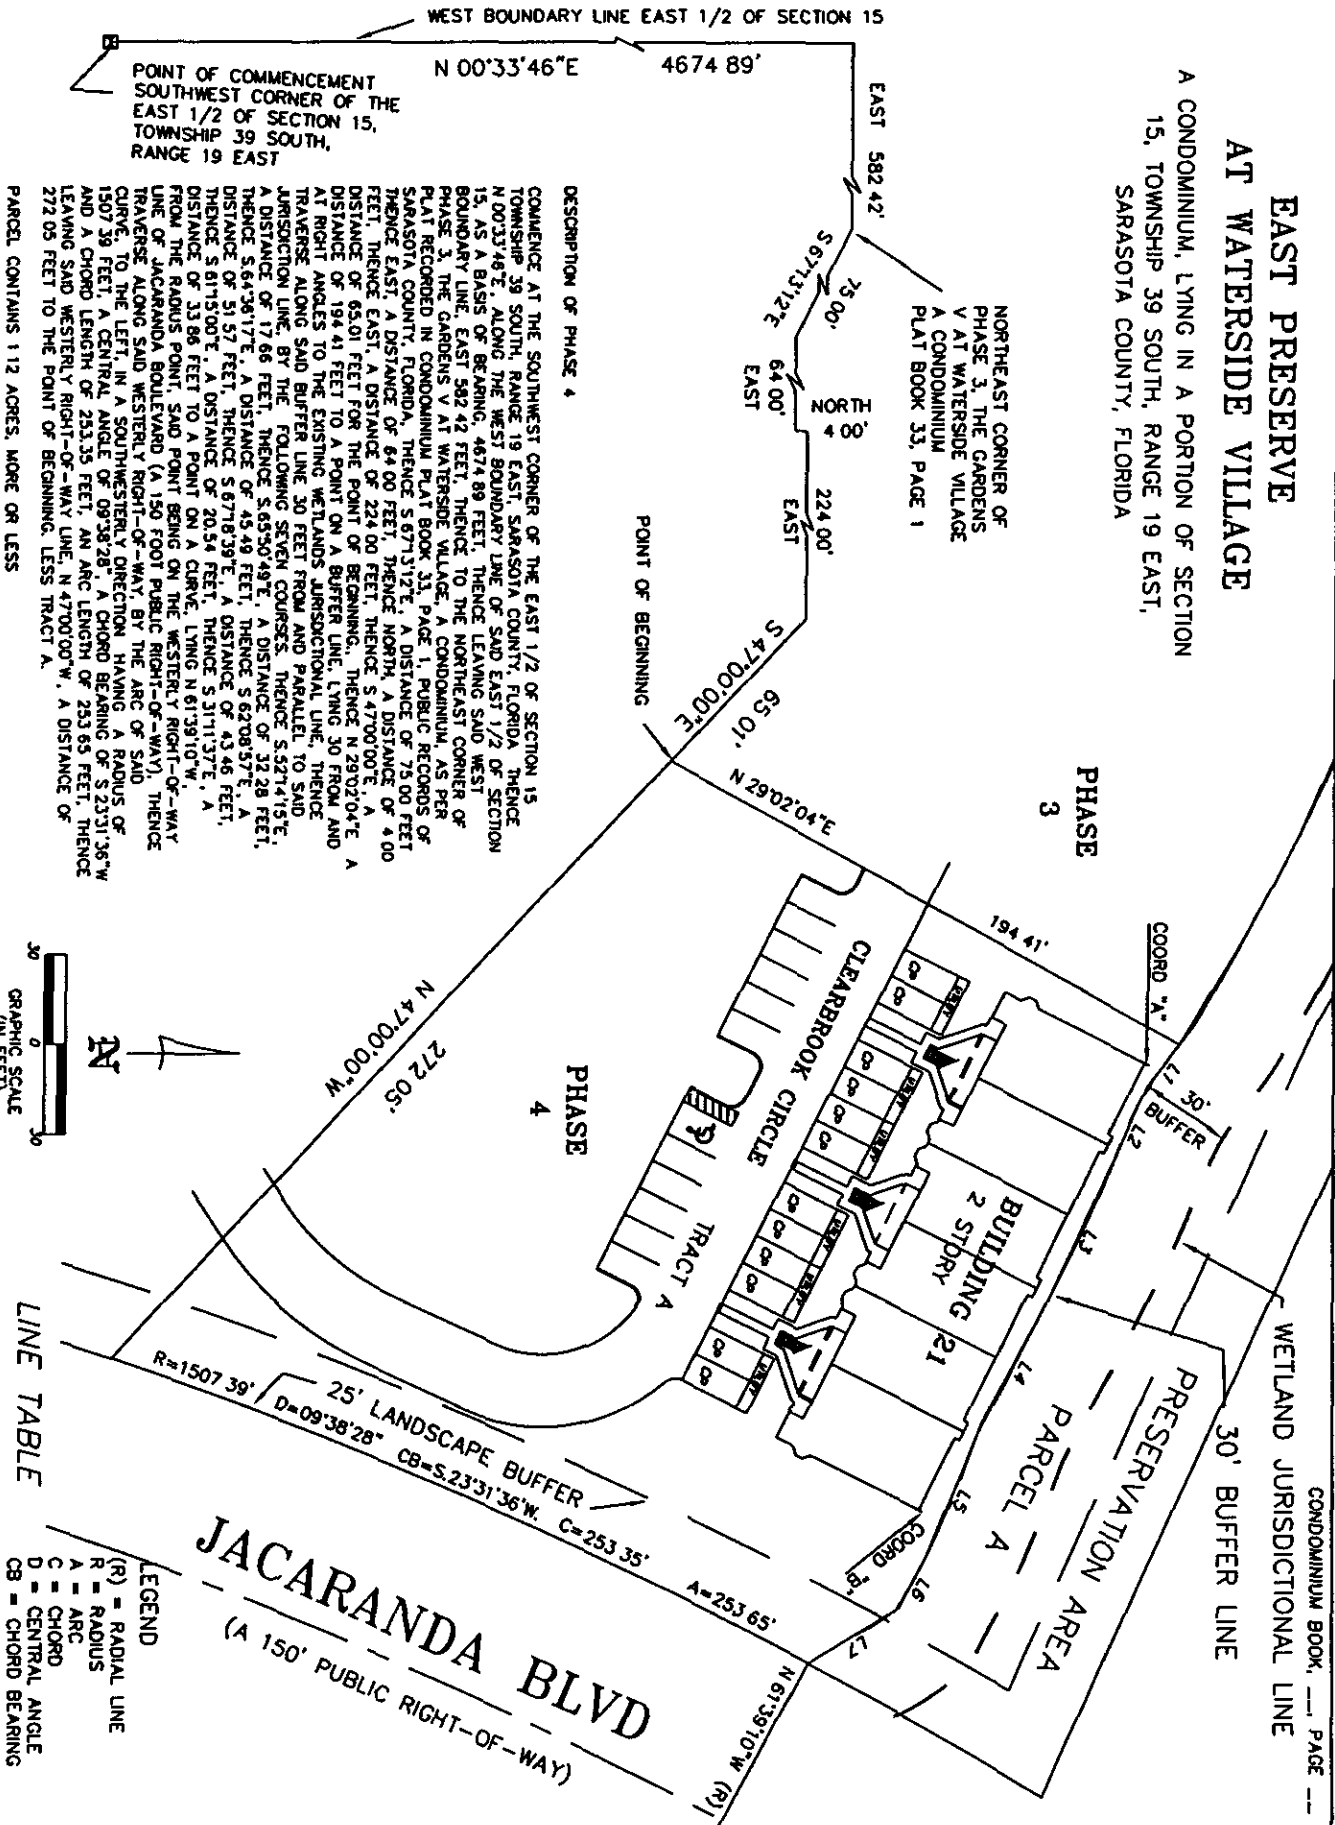 CONDOMINIUM BOOK, __, PAGE __
EAST PRESERVE
AT WATERSIDE VILLAGE
A CONDOMINIUM, LYING IN A PORTION OF SECTION
15, TOWNSHIP 39 SOUTH, RANGE 19 EAST,
SARASOTA COUNTY, FLORIDA
WEST BOUNDARY LINE EAST 1/2 OF SECTION 15
N 00°33'46"E 4674 89'
POINT OF COMMENCEMENT
SOUTHWEST CORNER OF THE
EAST 1/2 OF SECTION 15,
TOWNSHIP 39 SOUTH,
RANGE 19 EAST
EAST 582 42'
S 67°13'12"E
75 00'
64 00'
EAST
NORTH
4 00'
224 00'
EAST
S 47°00'00"E
65 01'
NORTHEAST CORNER OF
PHASE 3, THE GARDENS
V AT WATERSIDE VILLAGE
A CONDOMINIUM
PLAT BOOK 33, PAGE 1
POINT OF BEGINNING
PHASE
3
N 29°02'04"E
194 41'
COORD "A"
L1
30'
BUFFER
L2
L3
L4
L5
L6
L7
WETLAND JURISDICTIONAL LINE
30' BUFFER LINE
PRESERVATION AREA
PARCEL A
BUILDING 21
2 STORY
COORD "B"
CLEARBROOK CIRCLE
TRACT A
PHASE
4
N 47°00'00"W
272 05'
25' LANDSCAPE BUFFER
R=1507 39' D=09°38'28" CB=S.23°31'36"W. C=253 35' A=253 65'
N 61°39'10"W (R)
JACARANDA BLVD
(A 150' PUBLIC RIGHT-OF-WAY)
DESCRIPTION OF PHASE 4
COMMENCE AT THE SOUTHWEST CORNER OF THE EAST 1/2 OF SECTION 15
TOWNSHIP 39 SOUTH, RANGE 19 EAST, SARASOTA COUNTY, FLORIDA THENCE
N 00°33'46"E, ALONG THE WEST BOUNDARY LINE OF SAID EAST 1/2 OF SECTION
15, AS A BASIS OF BEARING, 4674 89 FEET, THENCE LEAVING SAID WEST
BOUNDARY LINE, EAST 582 42 FEET, THENCE TO THE NORTHEAST CORNER OF
PHASE 3, THE GARDENS V AT WATERSIDE VILLAGE, A CONDOMINIUM, AS PER
PLAT RECORDED IN CONDOMINIUM PLAT BOOK 33, PAGE 1, PUBLIC RECORDS OF
SARASOTA COUNTY, FLORIDA, THENCE S 67°13'12"E, A DISTANCE OF 75 00 FEET
THENCE EAST, A DISTANCE OF 64 00 FEET, THENCE NORTH, A DISTANCE OF 4 00
FEET, THENCE EAST, A DISTANCE OF 224 00 FEET, THENCE S 47°00'00"E, A
DISTANCE OF 65.01 FEET FOR THE POINT OF BEGINNING, THENCE N 29°02'04"E, A
DISTANCE OF 194 41 FEET TO A POINT ON A BUFFER LINE, LYING 30 FROM AND
AT RIGHT ANGLES TO THE EXISTING WETLANDS JURISDICTIONAL LINE, THENCE
TRAVERSE ALONG SAID BUFFER LINE 30 FEET FROM AND PARALLEL TO SAID
JURISDICTION LINE, BY THE FOLLOWING SEVEN COURSES. THENCE S.52°14'15"E,
A DISTANCE OF 17.66 FEET, THENCE S.65°50'49"E, A DISTANCE OF 32 28 FEET,
THENCE S.64°36'17"E, A DISTANCE OF 45 49 FEET, THENCE S 62°08'57"E, A
DISTANCE OF 51 57 FEET, THENCE S 67°18'39"E, A DISTANCE OF 43 46 FEET,
THENCE S 61°15'00"E, A DISTANCE OF 20.54 FEET, THENCE S 31°11'37"E, A
DISTANCE OF 33 86 FEET TO A POINT ON A CURVE, LYING N 61°39'10"W,
FROM THE RADIUS POINT, SAID POINT BEING ON THE WESTERLY RIGHT-OF-WAY
LINE OF JACARANDA BOULEVARD (A 150 FOOT PUBLIC RIGHT-OF-WAY), THENCE
TRAVERSE ALONG SAID WESTERLY RIGHT-OF-WAY, BY THE ARC OF SAID
CURVE, TO THE LEFT, IN A SOUTHWESTERLY DIRECTION HAVING A RADIUS OF
1507 39 FEET, A CENTRAL ANGLE OF 09°38'28", A CHORD BEARING OF S 23°31'36"W
AND A CHORD LENGTH OF 253.35 FEET, AN ARC LENGTH OF 253 65 FEET, THENCE
LEAVING SAID WESTERLY RIGHT-OF-WAY LINE, N 47°00'00"W, A DISTANCE OF
272 05 FEET TO THE POINT OF BEGINNING. LESS TRACT A.
PARCEL CONTAINS 1 12 ACRES, MORE OR LESS
N
30 0 30
GRAPHIC SCALE
(IN FEET)
LINE TABLE
LEGEND
(R) = RADIAL LINE
R = RADIUS
A = ARC
C = CHORD
D = CENTRAL ANGLE
CB = CHORD BEARING